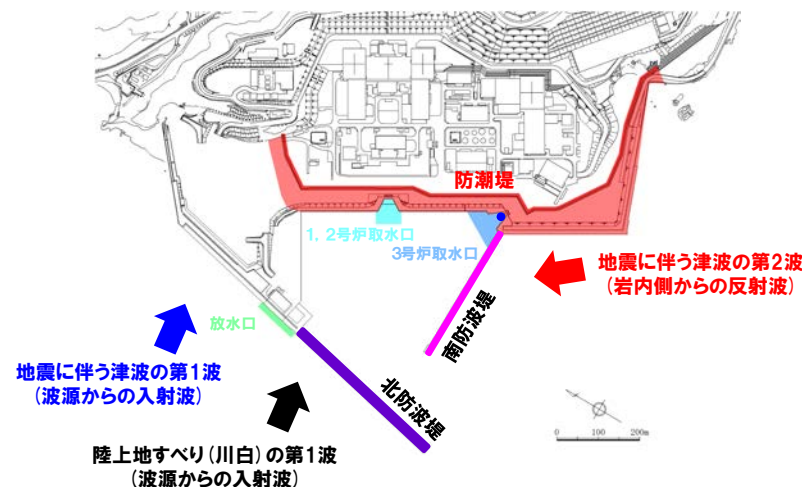 防潮堤
1, 2号炉取水口
3号炉取水口
地震に伴う津波の第2波
(岩内側からの反射波)
放水口
南防波堤
地震に伴う津波の第1波
(波源からの入射波)
北防波堤
陸上地すべり(川白)の第1波
(波源からの入射波)
0 100 200m